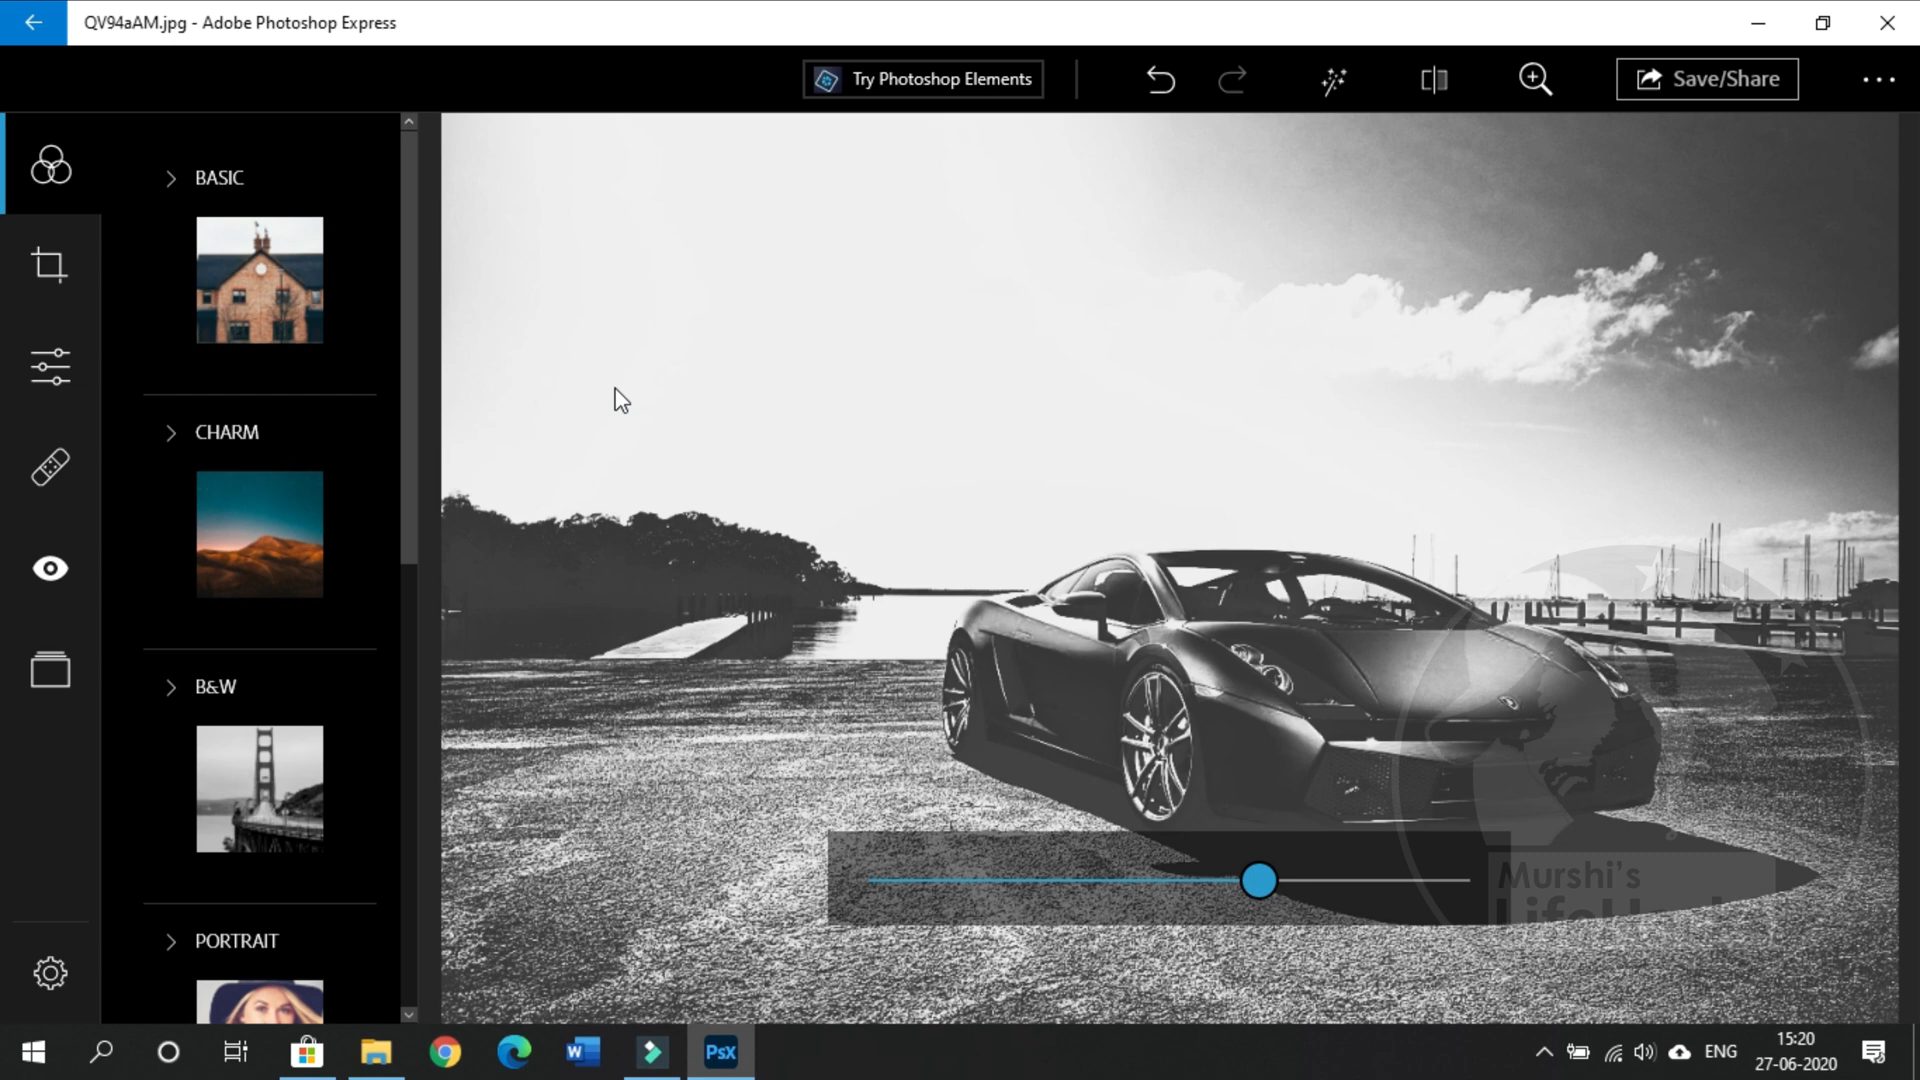 QV94aAM.jpg - Adobe Photoshop Express
Try Photoshop Elements
Save/Share
BASIC
CHARM
B&W
PORTRAIT
Murshi's
PsX
ENG
15:20
27-06-2020